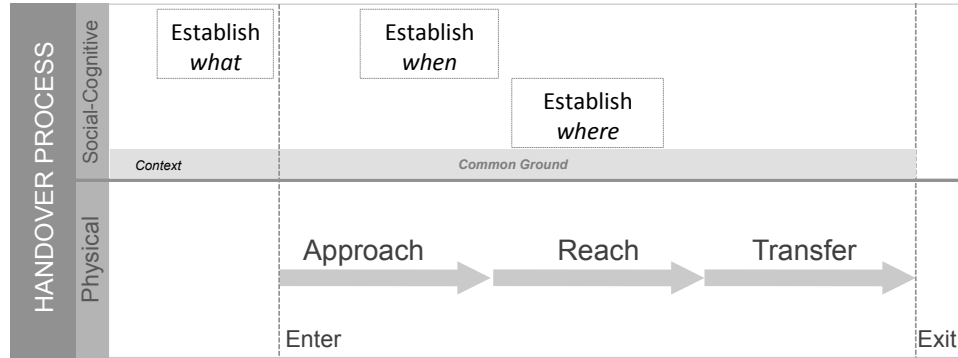 HANDOVER PROCESS
Social-Cognitive
Establish
what
Establish
when
Establish
where
Context
Common Ground
Physical
Approach
Reach
Transfer
Enter
Exit